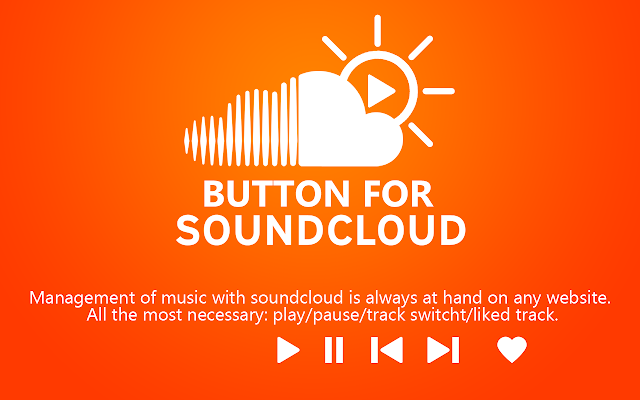 BUTTON FOR
SOUNDCLOUD
Management of music with soundcloud is always at hand on any website.
All the most necessary: play/pause/track switcht/liked track.